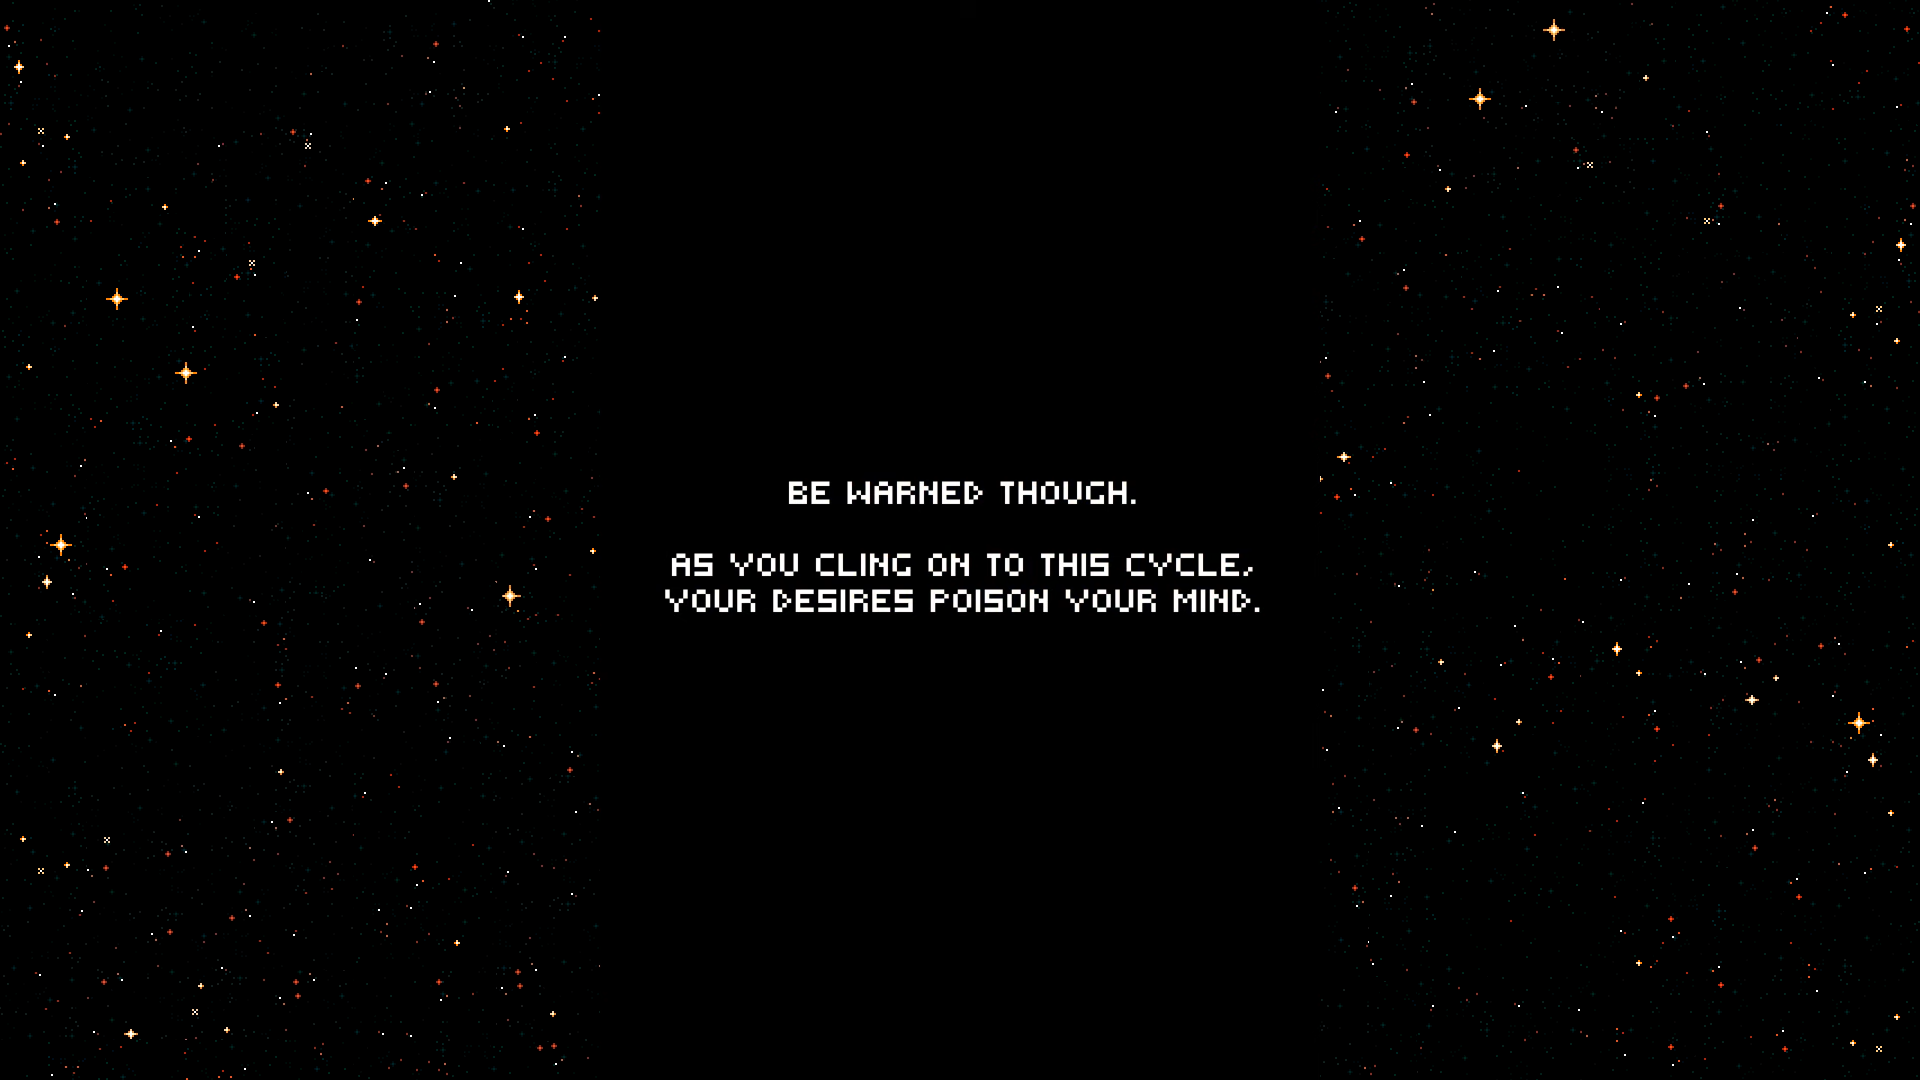 BE WARNED THOUGH.
AS YOU CLING ON TO THIS CYCLE,
YOUR DESIRES POISON YOUR MIND.